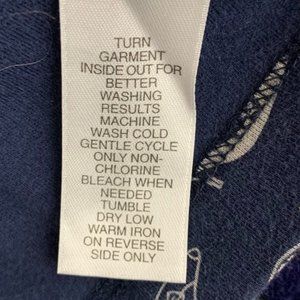 TURN
GARMENT
INSIDE OUT FOR
BETTER
WASHING
RESULTS
MACHINE
WASH COLD
GENTLE CYCLE
ONLY NON-
CHLORINE
BLEACH WHEN
NEEDED
TUMBLE
DRY LOW
WARM IRON
ON REVERSE
SIDE ONLY